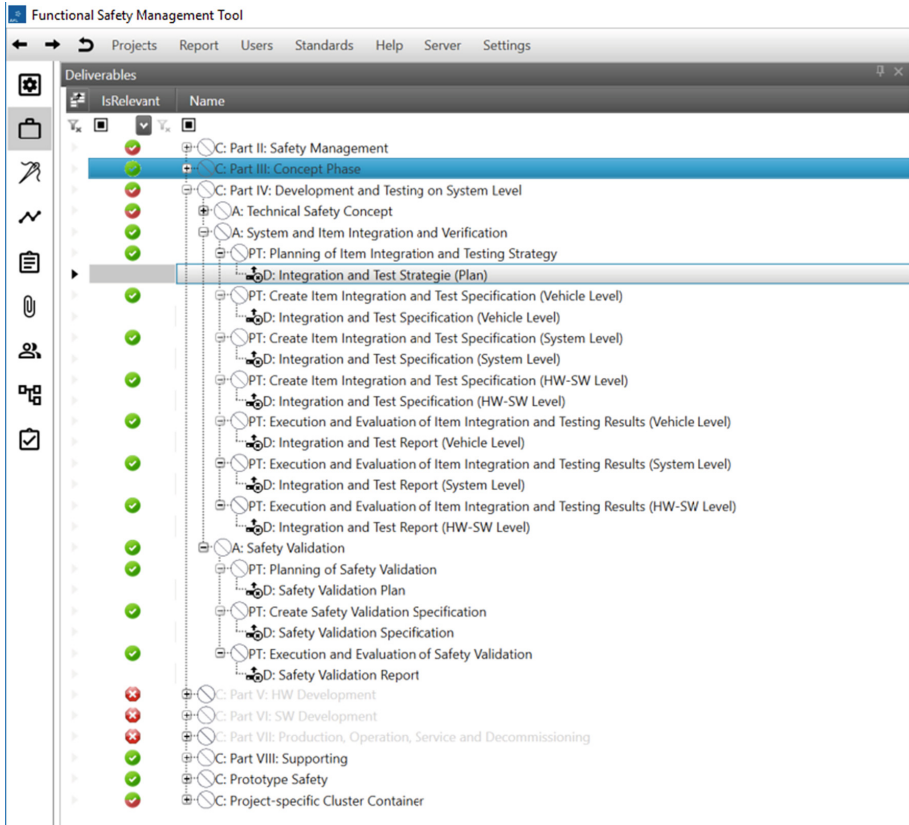 Functional Safety Management Tool
Projects Report Users Standards Help Server Settings
Deliverables
IsRelevant Name
C: Part II: Safety Management
C: Part III: Concept Phase
C: Part IV: Development and Testing on System Level
A: Technical Safety Concept
A: System and Item Integration and Verification
PT: Planning of Item Integration and Testing Strategy
D: Integration and Test Strategie (Plan)
PT: Create Item Integration and Test Specification (Vehicle Level)
D: Integration and Test Specification (Vehicle Level)
PT: Create Item Integration and Test Specification (System Level)
D: Integration and Test Specification (System Level)
PT: Create Item Integration and Test Specification (HW-SW Level)
D: Integration and Test Specification (HW-SW Level)
PT: Execution and Evaluation of Item Integration and Testing Results (Vehicle Level)
D: Integration and Test Report (Vehicle Level)
PT: Execution and Evaluation of Item Integration and Testing Results (System Level)
D: Integration and Test Report (System Level)
PT: Execution and Evaluation of Item Integration and Testing Results (HW-SW Level)
D: Integration and Test Report (HW-SW Level)
A: Safety Validation
PT: Planning of Safety Validation
D: Safety Validation Plan
PT: Create Safety Validation Specification
D: Safety Validation Specification
PT: Execution and Evaluation of Safety Validation
D: Safety Validation Report
C: Part V: HW Development
C: Part VI: SW Development
C: Part VII: Production, Operation, Service and Decommissioning
C: Part VIII: Supporting
C: Prototype Safety
C: Project-specific Cluster Container